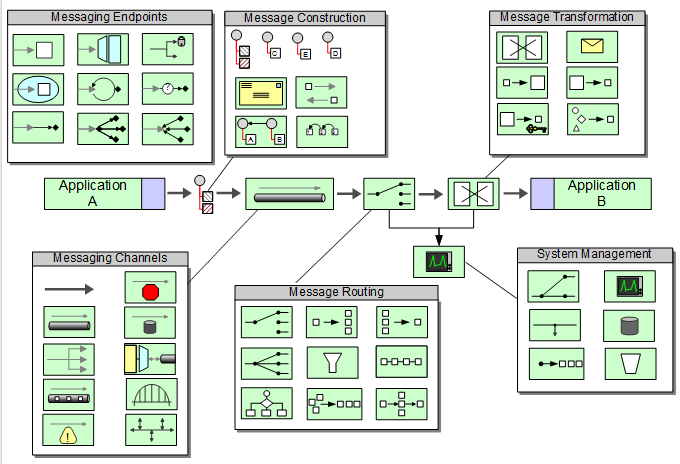 Messaging Endpoints
Message Construction
Message Transformation
C
E
D
A
B
Application
A
Application
B
Messaging Channels
System Management
Message Routing
!